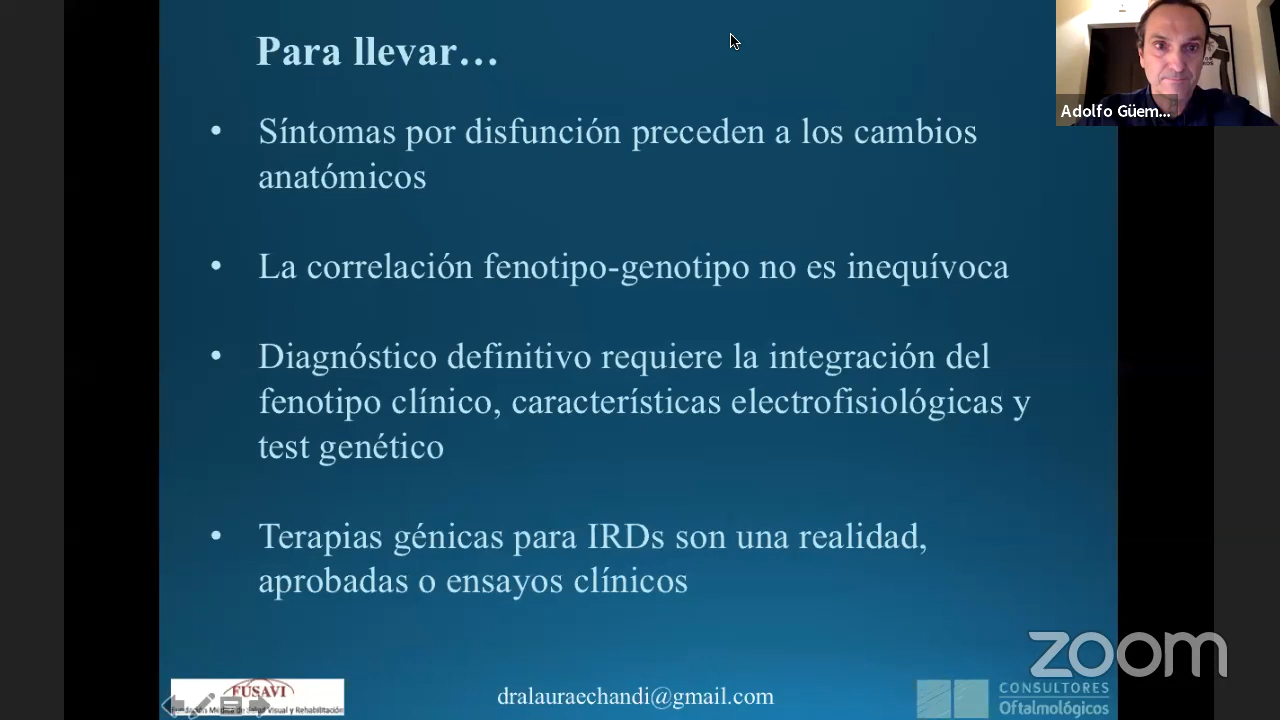 Para llevar…
Adolfo Güem...
• Síntomas por disfunción preceden a los cambios
anatómicos
• La correlación fenotipo-genotipo no es inequívoca
• Diagnóstico definitivo requiere la integración del
fenotipo clínico, características electrofisiológicas y
test genético
• Terapias génicas para IRDs son una realidad,
aprobadas o ensayos clínicos
zoom
FUSAVI
Visual y Rehabilitación
dralauraechandi@gmail.com
CONSULTORES
Oftalmológicos